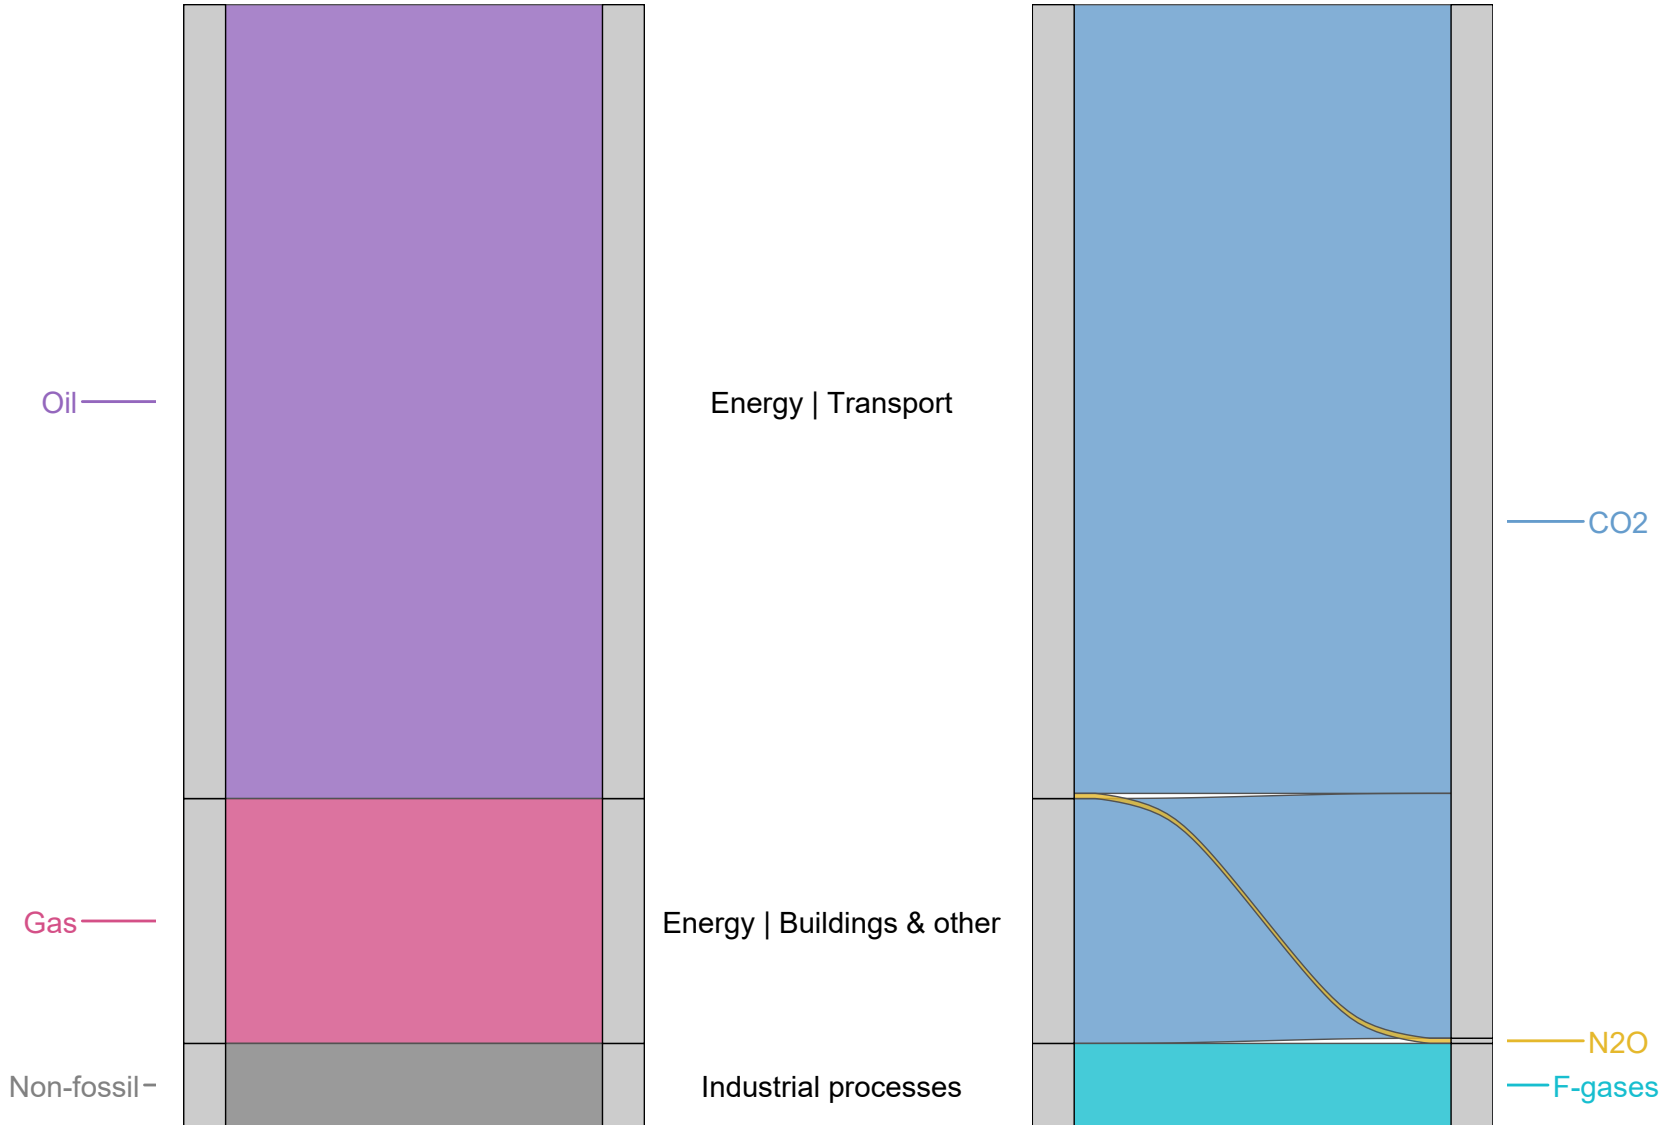 Oil
Energy | Transport
CO2
Gas
Energy | Buildings & other
N2O
Non-fossil
Industrial processes
F-gases